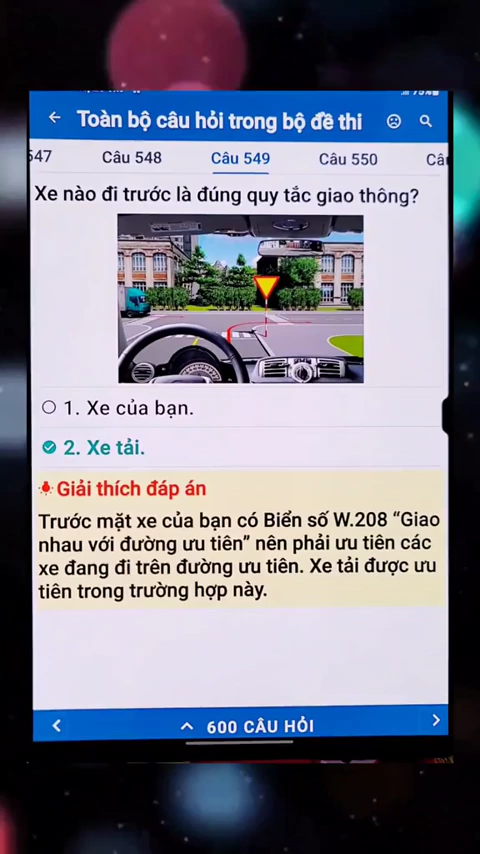 75%
Toàn bộ câu hỏi trong bộ đề thi
547 Câu 548 Câu 549 Câu 550 Câu
Xe nào đi trước là đúng quy tắc giao thông?
1. Xe của bạn.
2. Xe tải.
Giải thích đáp án
Trước mặt xe của bạn có Biển số W.208 “Giao
nhau với đường ưu tiên” nên phải ưu tiên các
xe đang đi trên đường ưu tiên. Xe tải được ưu
tiên trong trường hợp này.
600 CÂU HỎI